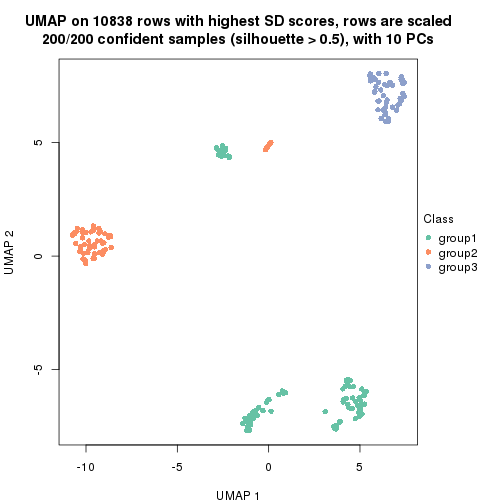 UMAP on 10838 rows with highest SD scores, rows are scaled
200/200 confident samples (silhouette > 0.5), with 10 PCs
5
0
-5
UMAP 2
-10
-5
0
5
UMAP 1
Class
group1
group2
group3